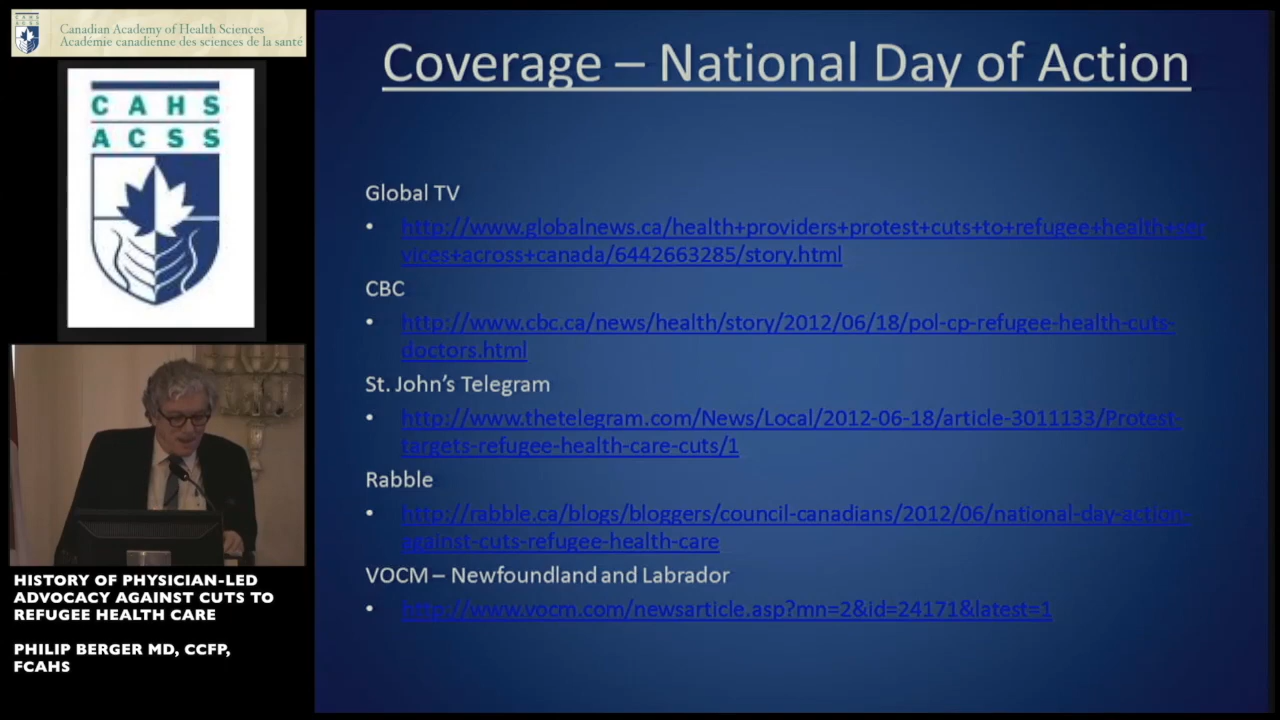 Canadian Academy of Health Sciences
Académie canadienne des sciences de la santé
CAHS
ACSS
HISTORY OF PHYSICIAN-LED
ADVOCACY AGAINST CUTS TO
REFUGEE HEALTH CARE
PHILIP BERGER MD, CCFP,
FCAHS
Coverage – National Day of Action
Global TV
• http://www.globalnews.ca/health+providers+protest+cuts+to+refugee+health+ser
vices+across+canada/6442663285/story.html
CBC
• http://www.cbc.ca/news/health/story/2012/06/18/pol-cp-refugee-health-cuts-
doctors.html
St. John’s Telegram
• http://www.thetelegram.com/News/Local/2012-06-18/article-3011133/Protest-
targets-refugee-health-care-cuts/1
Rabble
• http://rabble.ca/blogs/bloggers/council-canadians/2012/06/national-day-action-
against-cuts-refugee-health-care
VOCM – Newfoundland and Labrador
• http://www.vocm.com/newsarticle.asp?mn=2&id=24171&latest=1